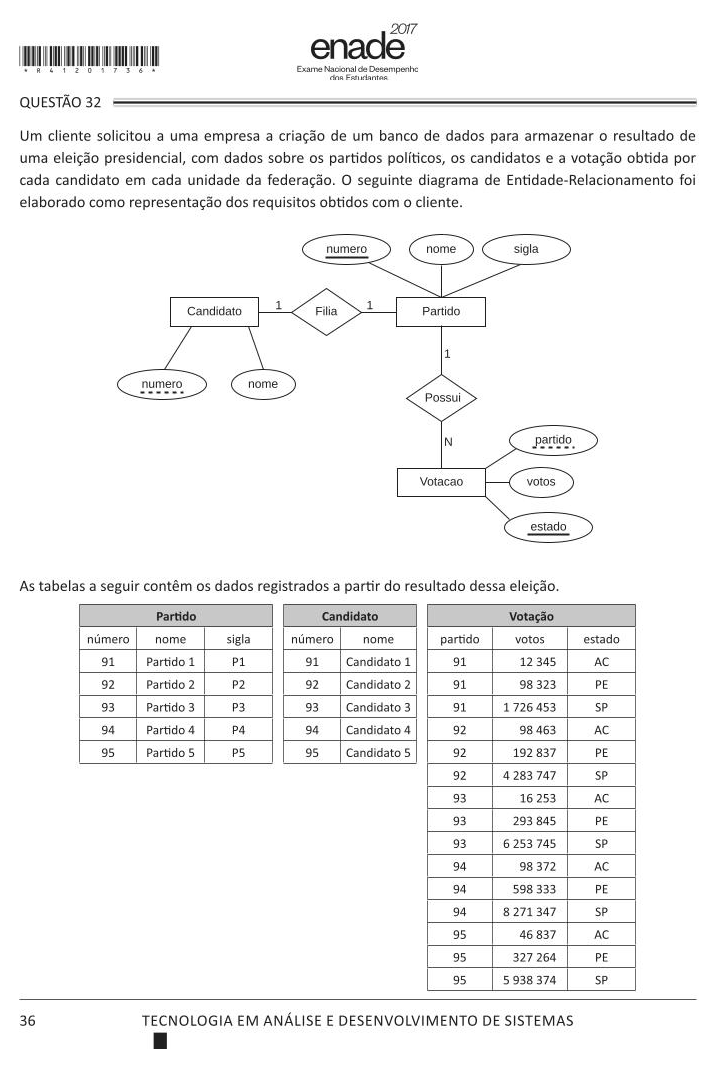 enade 2017
Exame Nacional de Desempenho
dos Estudantes
* R 4 1 2 0 1 7 3 6 *
QUESTÃO 32
Um cliente solicitou a uma empresa a criação de um banco de dados para armazenar o resultado de
uma eleição presidencial, com dados sobre os partidos políticos, os candidatos e a votação obtida por
cada candidato em cada unidade da federação. O seguinte diagrama de Entidade-Relacionamento foi
elaborado como representação dos requisitos obtidos com o cliente.
numero nome sigla
Candidato 1 Filia 1 Partido
1
numero nome
Possui
N
partido
Votacao votos
estado
As tabelas a seguir contêm os dados registrados a partir do resultado dessa eleição.
Partido Candidato Votação
número nome sigla número nome partido votos estado
91 Partido 1 P1 91 Candidato 1 91 12 345 AC
92 Partido 2 P2 92 Candidato 2 91 98 323 PE
93 Partido 3 P3 93 Candidato 3 91 1 726 453 SP
94 Partido 4 P4 94 Candidato 4 92 98 463 AC
95 Partido 5 P5 95 Candidato 5 92 192 837 PE
92 4 283 747 SP
93 16 253 AC
93 293 845 PE
93 6 253 745 SP
94 98 372 AC
94 598 333 PE
94 8 271 347 SP
95 46 837 AC
95 327 264 PE
95 5 938 374 SP
36 TECNOLOGIA EM ANÁLISE E DESENVOLVIMENTO DE SISTEMAS